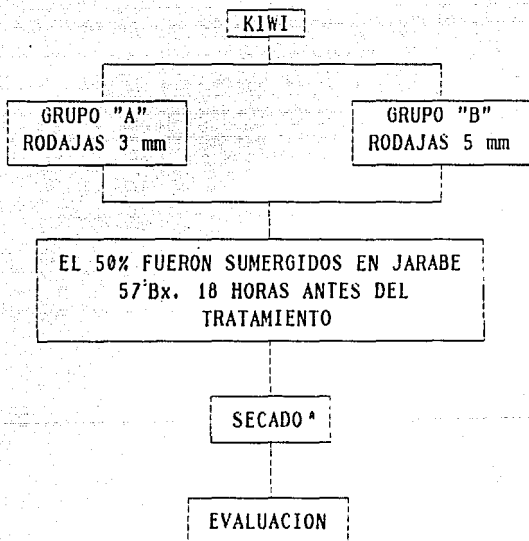 KIWI
GRUPO "A"
RODAJAS 3 mm
GRUPO "B"
RODAJAS 5 mm
EL 50% FUERON SUMERGIDOS EN JARABE
57°Bx. 18 HORAS ANTES DEL
TRATAMIENTO
SECADO ᴬ
EVALUACION